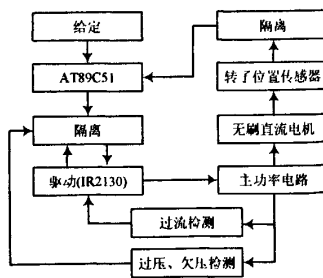 给定
隔离
AT89C51
转了位置传感器
隔离
无刷直流电机
驱动(IR2130)
主功率电路
过流检测
过压、欠压检测